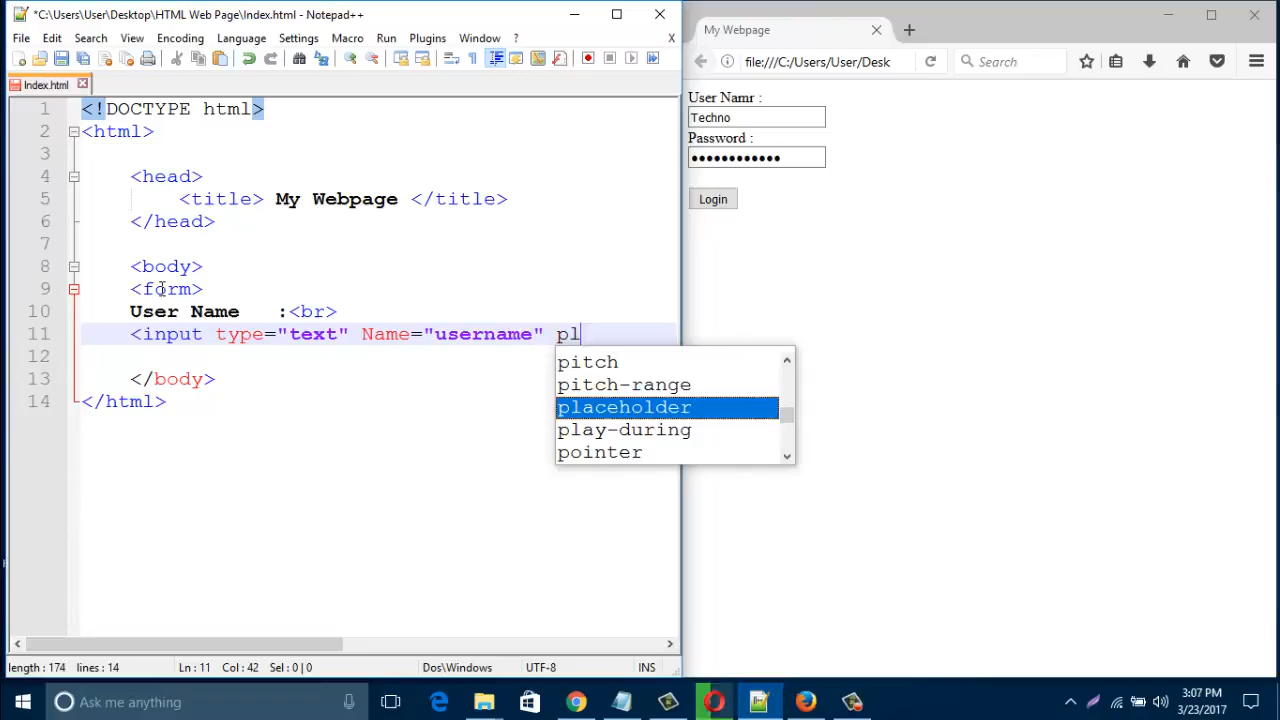 *C:\Users\User\Desktop\HTML Web Page\Index.html - Notepad++
File Edit Search View Encoding Language Settings Macro Run Plugins Window ? X
Index.html
1 <!DOCTYPE html>
2 <html>
3
4 <head>
5 <title> My Webpage </title>
6 </head>
7
8 <body>
9 <form>
10 User Name :<br>
11 <input type="text" Name="username" pl
12
13 </body>
14 </html>
pitch
pitch-range
placeholder
play-during
pointer
length : 174 lines : 14 Ln : 11 Col : 42 Sel : 0 | 0 Dos\Windows UTF-8 INS
My Webpage
file:///C:/Users/User/Desk
Search
User Namr :
Techno
Password :
Login
Ask me anything
3:07 PM
3/23/2017